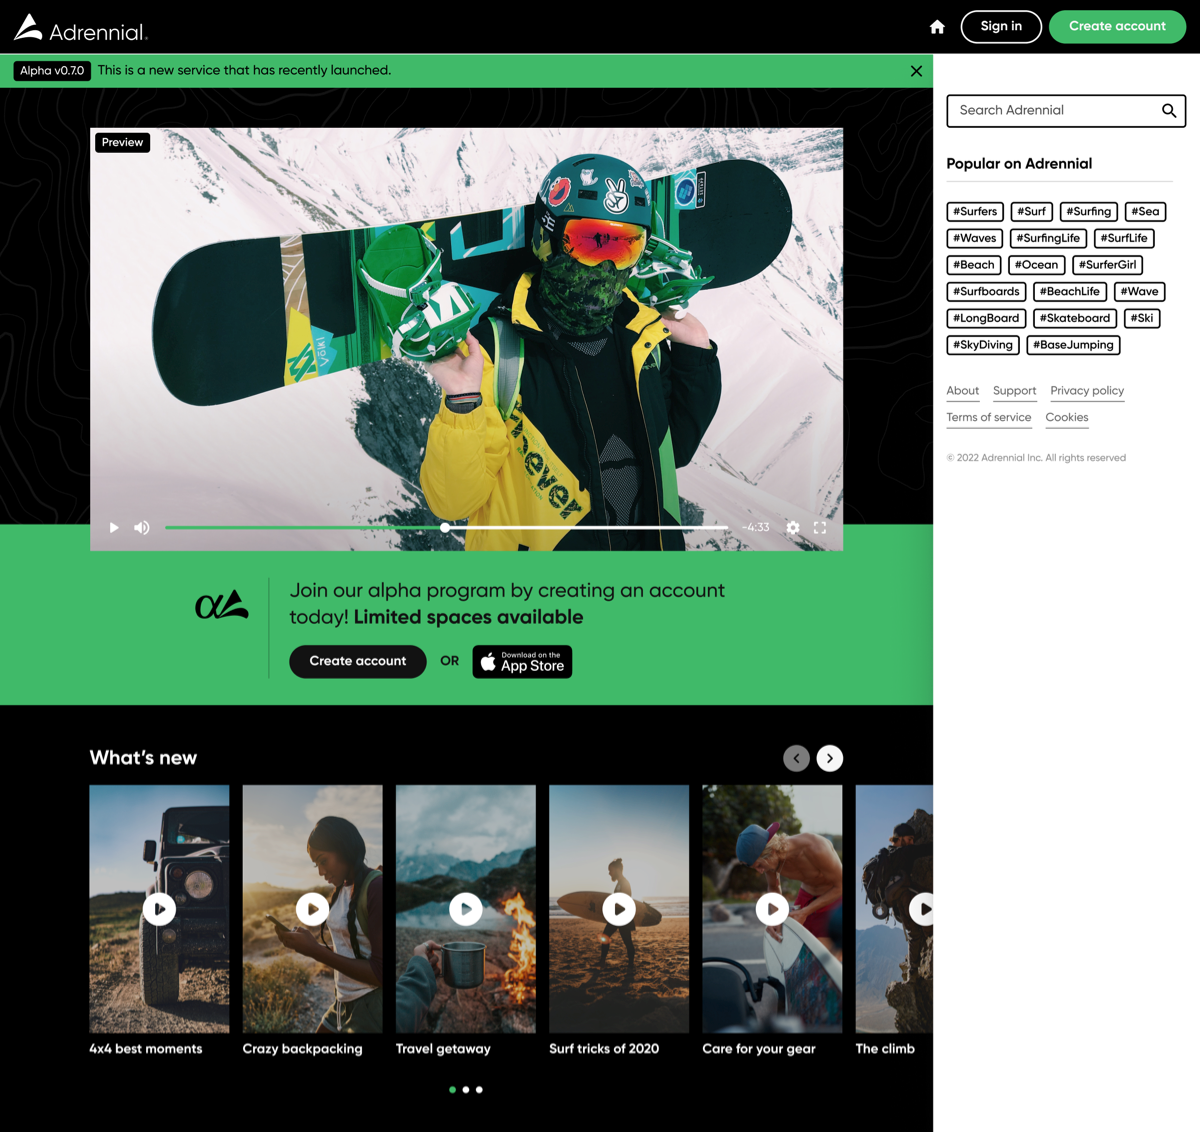 Adrennial.
Sign in
Create account
Alpha v0.7.0
This is a new service that has recently launched.
Preview
Völkl
-4:33
Join our alpha program by creating an account
today! Limited spaces available
Create account
OR
Download on the
App Store
What's new
4x4 best moments
Crazy backpacking
Travel getaway
Surf tricks of 2020
Care for your gear
The climb
Search Adrennial
Popular on Adrennial
#Surfers #Surf #Surfing #Sea
#Waves #SurfingLife #SurfLife
#Beach #Ocean #SurferGirl
#Surfboards #BeachLife #Wave
#LongBoard #Skateboard #Ski
#SkyDiving #BaseJumping
About Support Privacy policy
Terms of service Cookies
© 2022 Adrennial Inc. All rights reserved